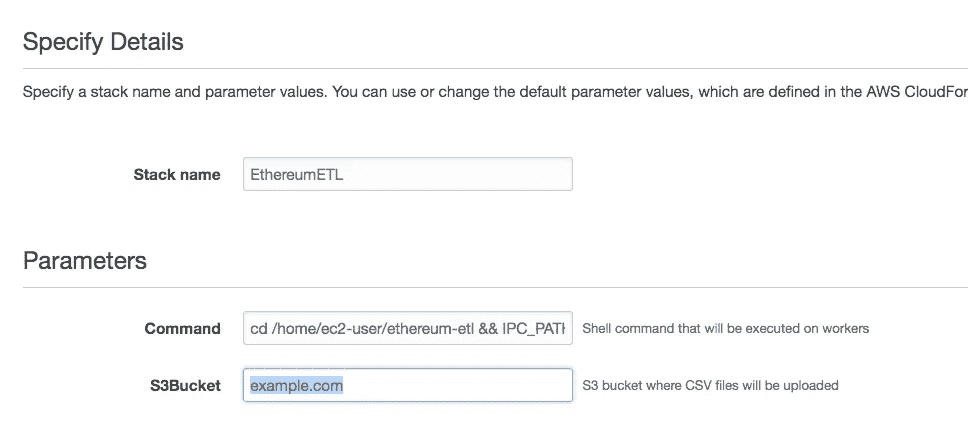 Specify Details
Specify a stack name and parameter values. You can use or change the default parameter values, which are defined in the AWS CloudFor
Stack name EthereumETL
Parameters
Command cd /home/ec2-user/ethereum-etl && IPC_PATH Shell command that will be executed on workers
S3Bucket example.com S3 bucket where CSV files will be uploaded